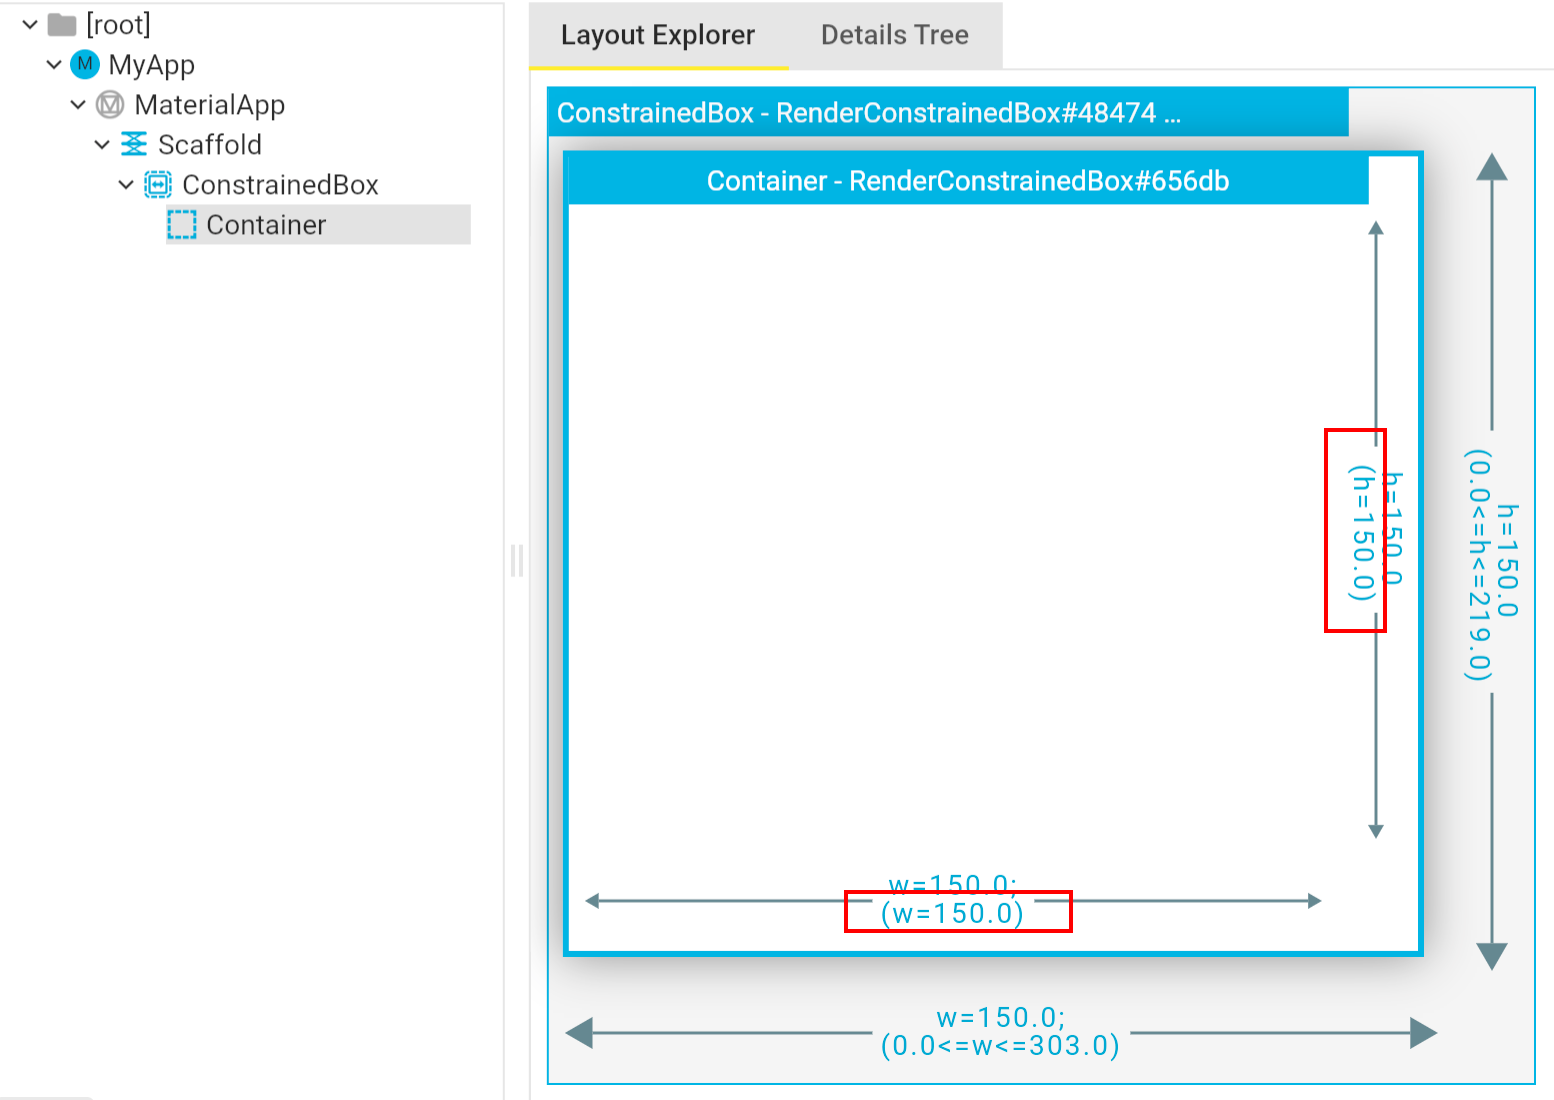 [root]
M MyApp
MaterialApp
Scaffold
ConstrainedBox
Container
Layout Explorer
Details Tree
ConstrainedBox - RenderConstrainedBox#48474 ...
Container - RenderConstrainedBox#656db
h=150.0
(h=150.0)
h=150.0
(0.0<=h<=219.0)
w=150.0;
(w=150.0)
w=150.0;
(0.0<=w<=303.0)